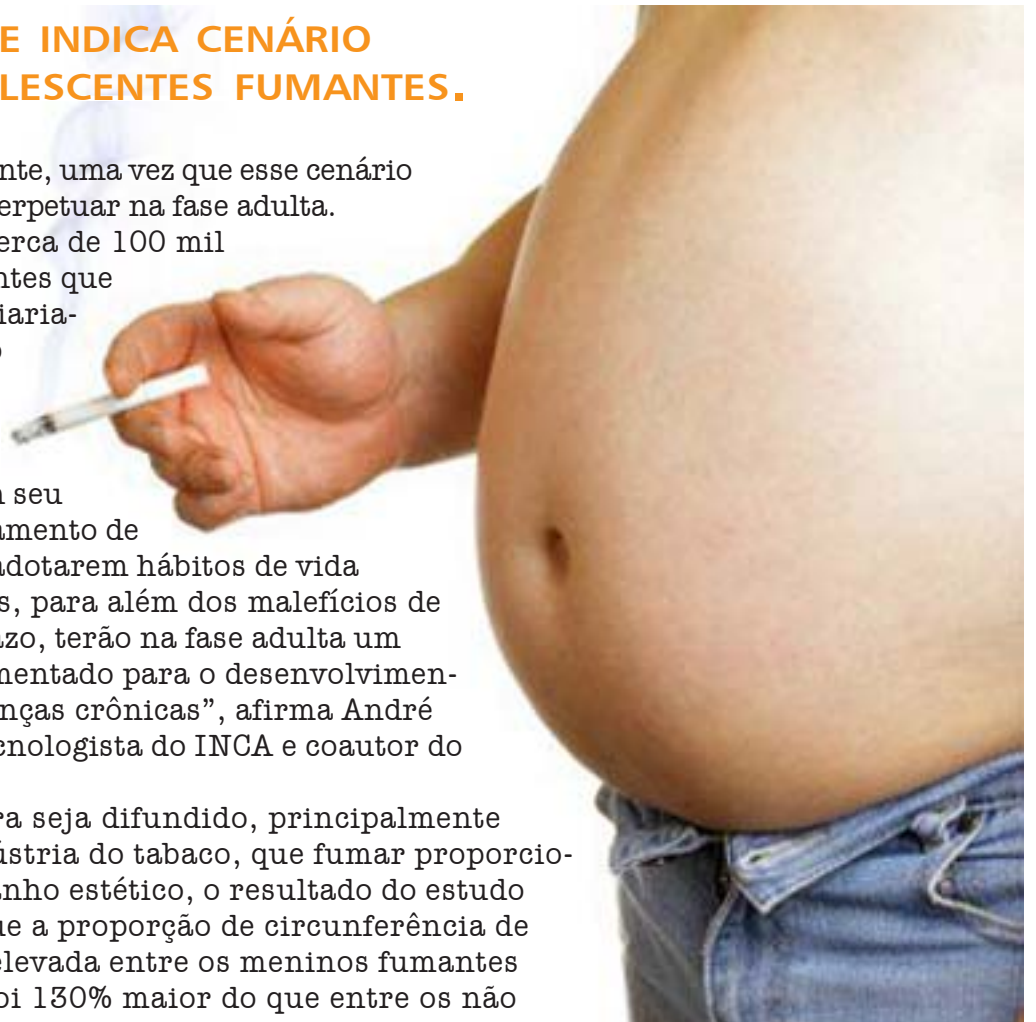 E INDICA CENÁRIO
LESCENTES FUMANTES.
nte, uma vez que esse cenário
erpetuar na fase adulta.
erca de 100 mil
ntes que
iaria-
o
n seu
amento de
adotarem hábitos de vida
s, para além dos malefícios de
azo, terão na fase adulta um
mentado para o desenvolvimen-
nças crônicas”, afirma André
cnologista do INCA e coautor do
ra seja difundido, principalmente
ústria do tabaco, que fumar proporcio-
anho estético, o resultado do estudo
ue a proporção de circunferência de
elevada entre os meninos fumantes
oi 130% maior do que entre os não